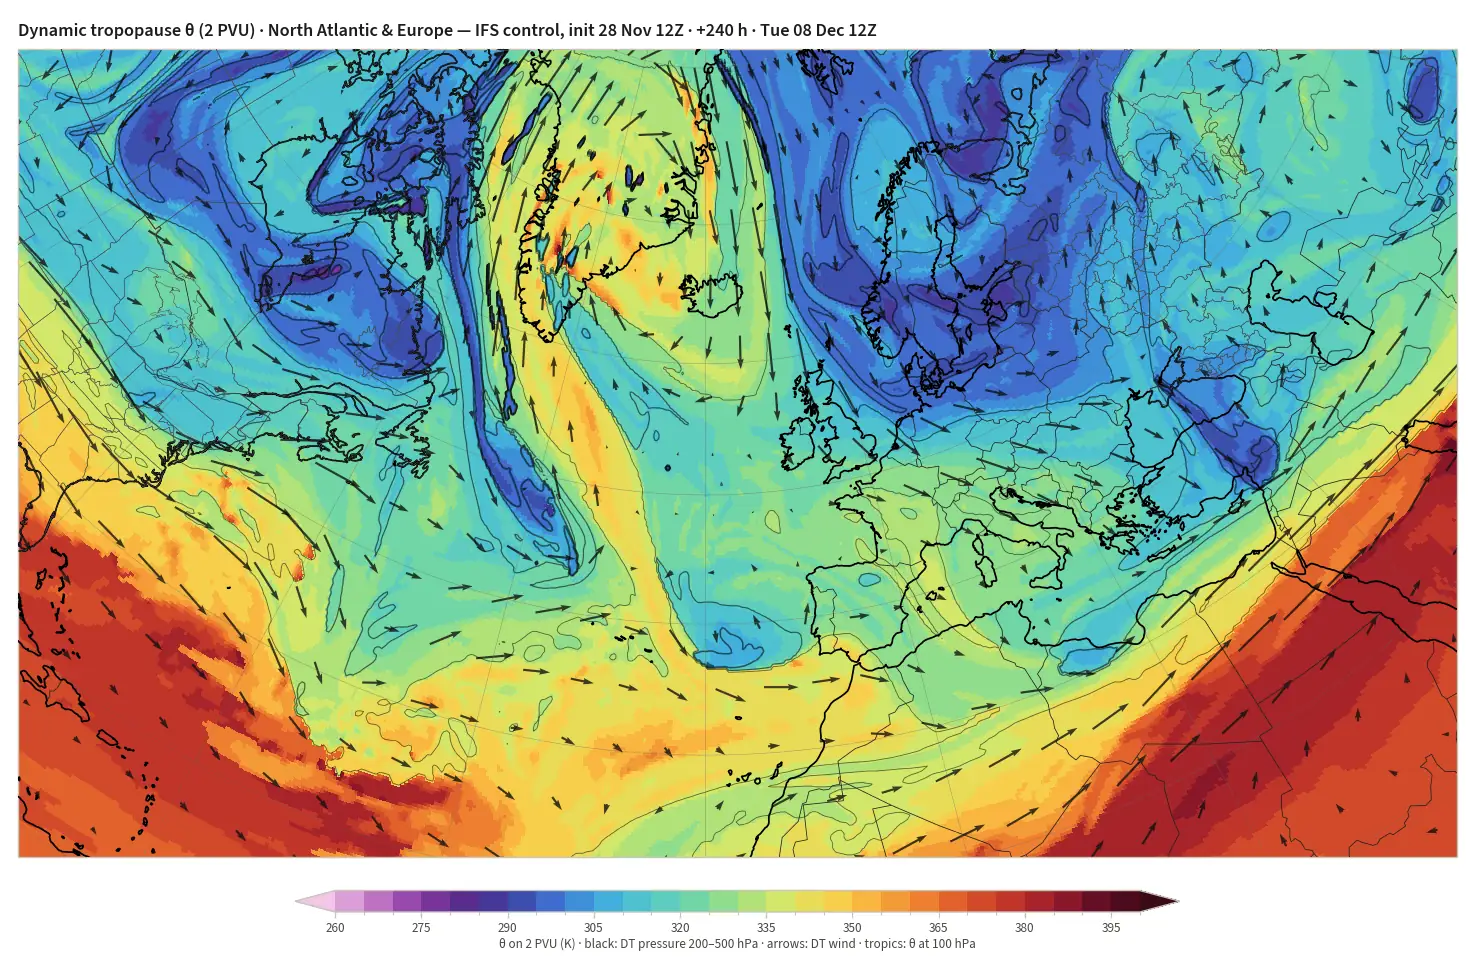 Dynamic tropopause θ (2 PVU) · North Atlantic & Europe — IFS control, init 28 Nov 12Z · +240 h · Tue 08 Dec 12Z
260 275 290 305 320 335 350 365 380 395
θ on 2 PVU (K) · black: DT pressure 200–500 hPa · arrows: DT wind · tropics: θ at 100 hPa